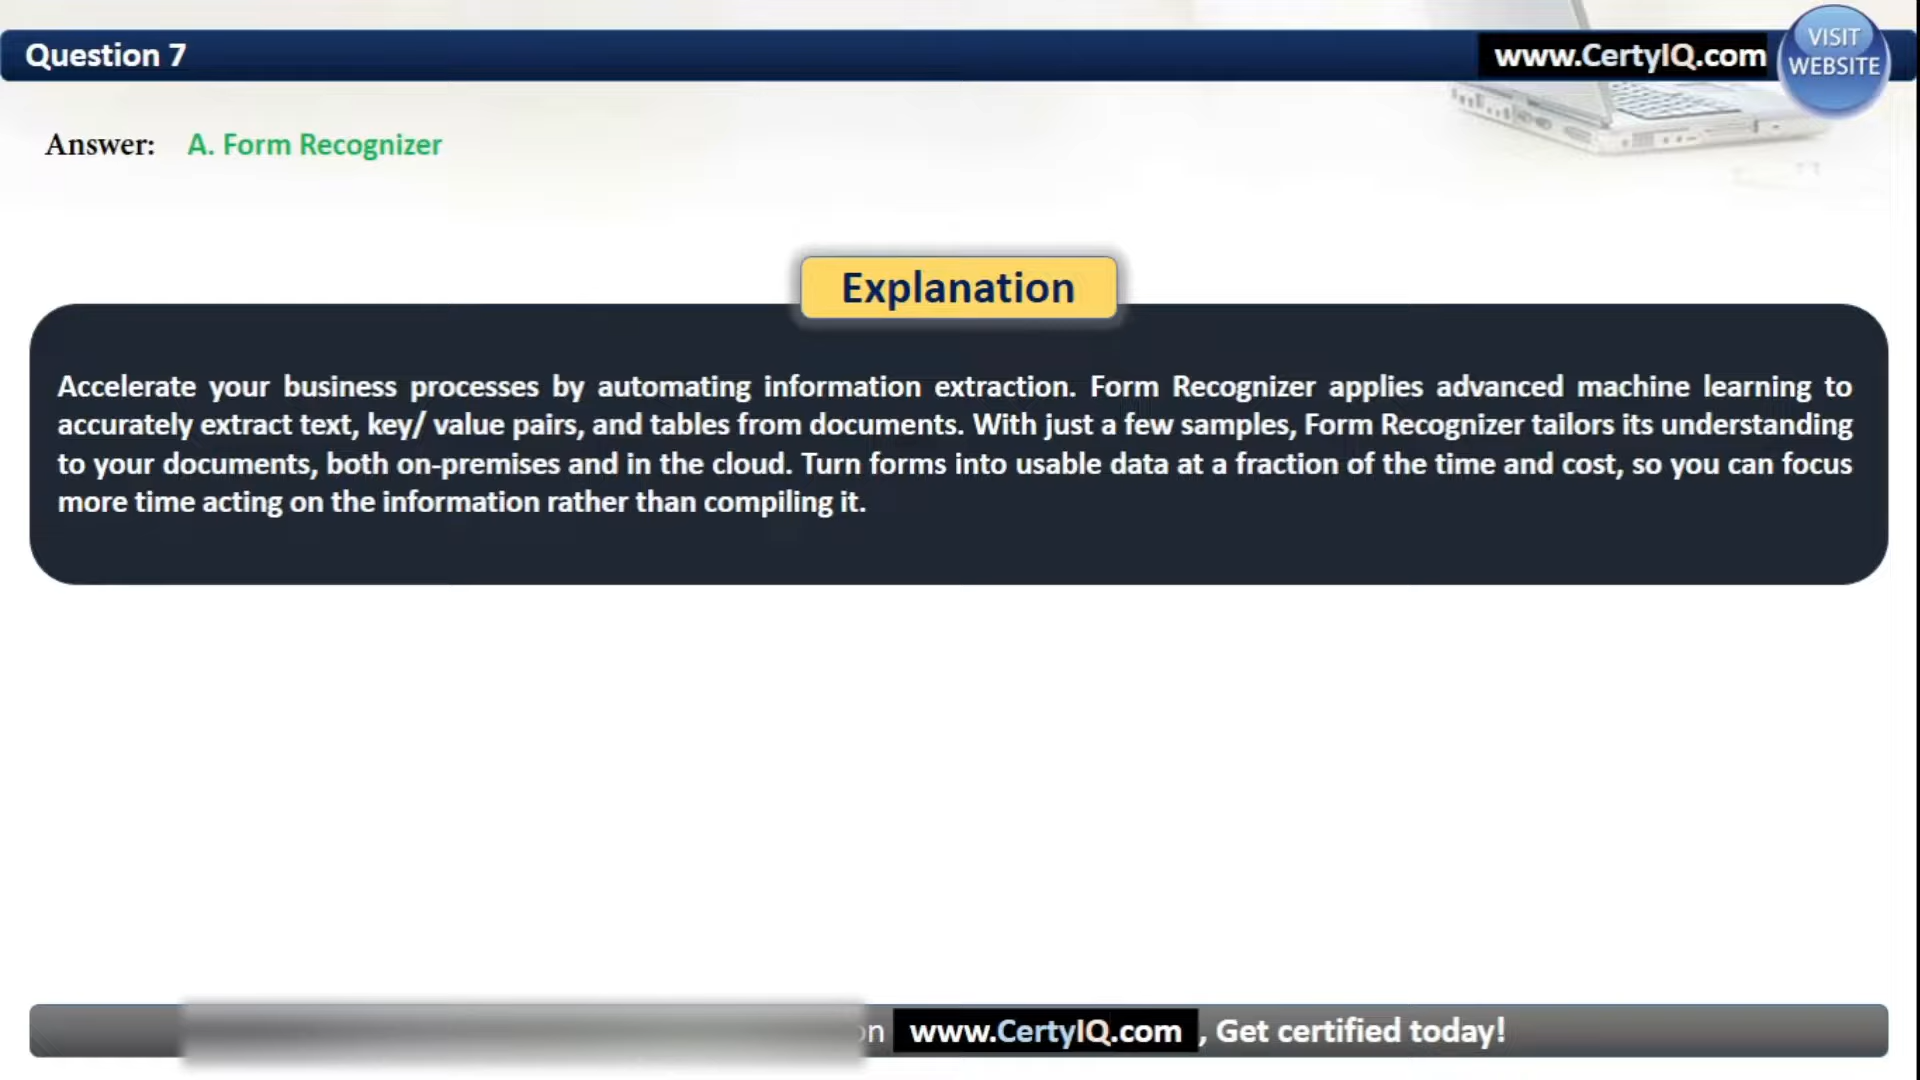 Question 7
www.CertyIQ.com
VISIT
WEBSITE
Answer: A. Form Recognizer
Explanation
Accelerate your business processes by automating information extraction. Form Recognizer applies advanced machine learning to
accurately extract text, key/ value pairs, and tables from documents. With just a few samples, Form Recognizer tailors its understanding
to your documents, both on-premises and in the cloud. Turn forms into usable data at a fraction of the time and cost, so you can focus
more time acting on the information rather than compiling it.
www.CertyIQ.com , Get certified today!